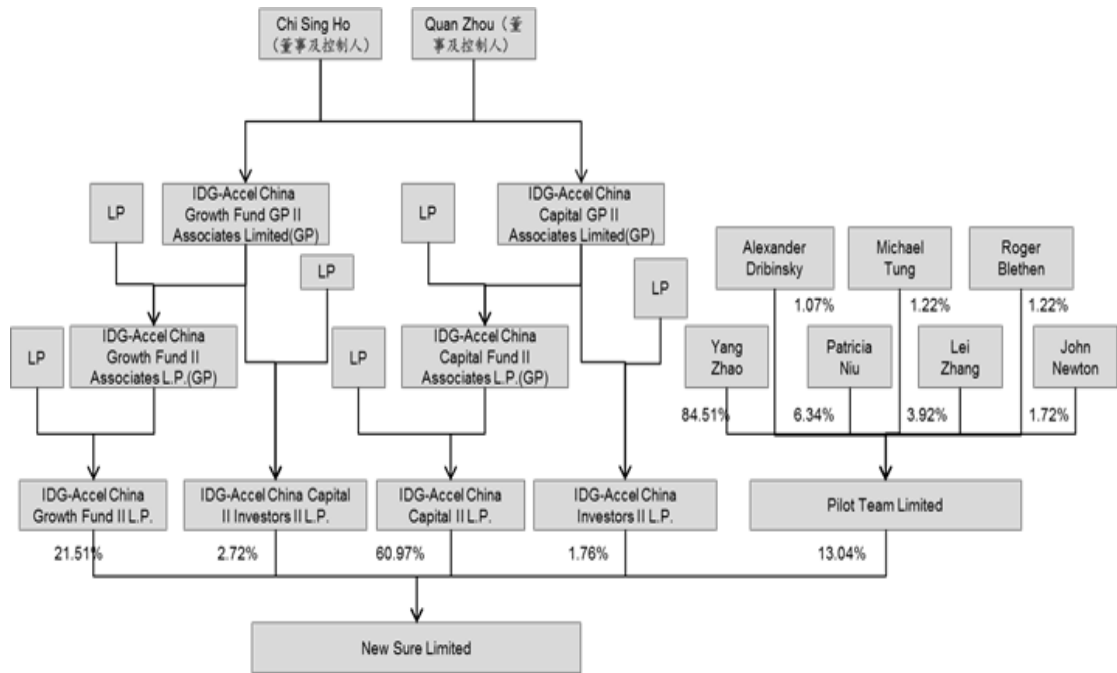 Chi Sing Ho
（董事及控制人）
Quan Zhou（董
事及控制人）
LP
IDG-Accel China
Growth Fund GP II
Associates Limited(GP)
LP
IDG-Accel China
Capital GP II
Associates Limited(GP)
LP
LP
Alexander
Dribinsky
Michael
Tung
Roger
Blethen
1.07%
1.22%
1.22%
LP
IDG-Accel China
Growth Fund II
Associates L.P.(GP)
LP
IDG-Accel China
Capital Fund II
Associates L.P.(GP)
Yang
Zhao
Patricia
Niu
Lei
Zhang
John
Newton
84.51%
6.34%
3.92%
1.72%
IDG-Accel China
Growth Fund II L.P.
IDG-Accel China Capital
II Investors II L.P.
IDG-Accel China
Capital II L.P.
IDG-Accel China
Investors II L.P.
Pilot Team Limited
21.51%
2.72%
60.97%
1.76%
13.04%
New Sure Limited